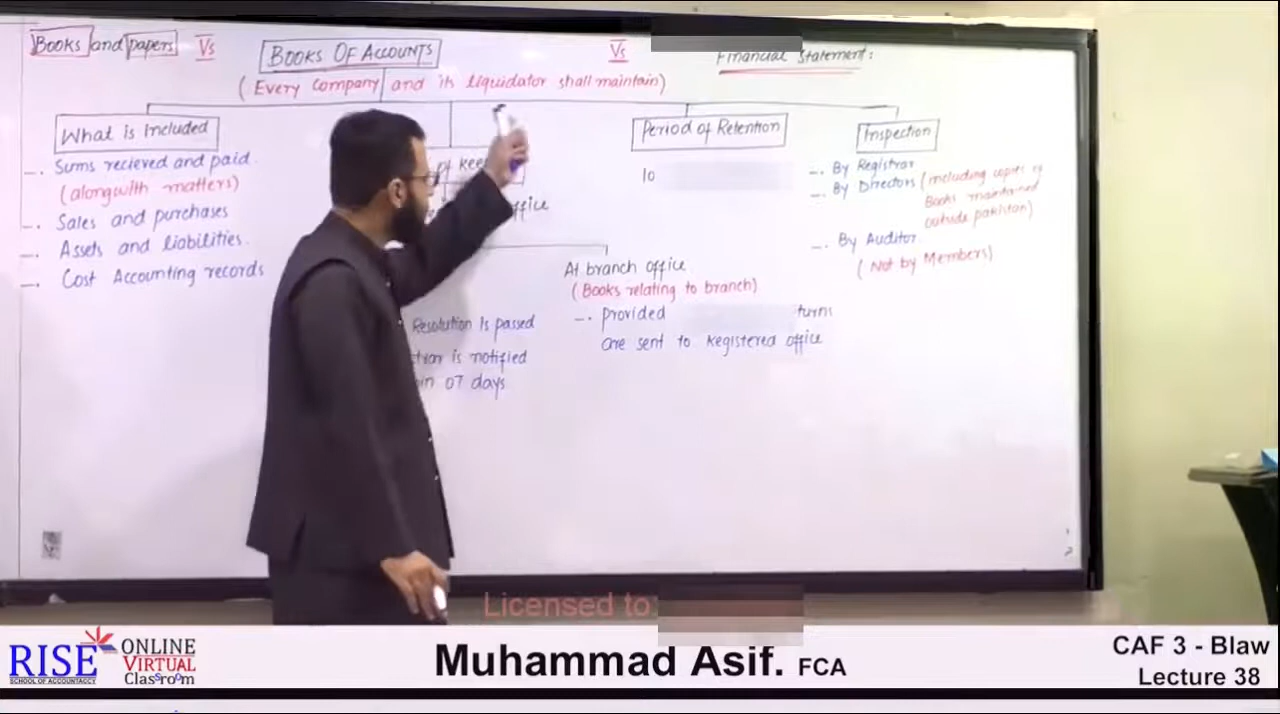 Books and papers Vs BOOKS OF ACCOUNTS Vs Financial statement:
(Every company and its liquidator shall maintain)
What is Included
Period of Retention
Inspection
_. Sums recieved and paid
(alongwith matters)
_. Sales and purchases
_. Assets and liabilities.
_. Cost Accounting records
of kee
ffice
Resolution Is passed
is notified
in 07 days
At branch office
(Books relating to branch)
_. provided turns
are sent to Registered office
10
_. By Registrar
_. By Directors (including copies of
Books maintained
outside pakistan)
_. By Auditor
(Not by Members)
Licensed to:
RISE ONLINE
VIRTUAL
Classroom
SCHOOL OF ACCOUNTANCY
Muhammad Asif. FCA
CAF 3 - Blaw
Lecture 38